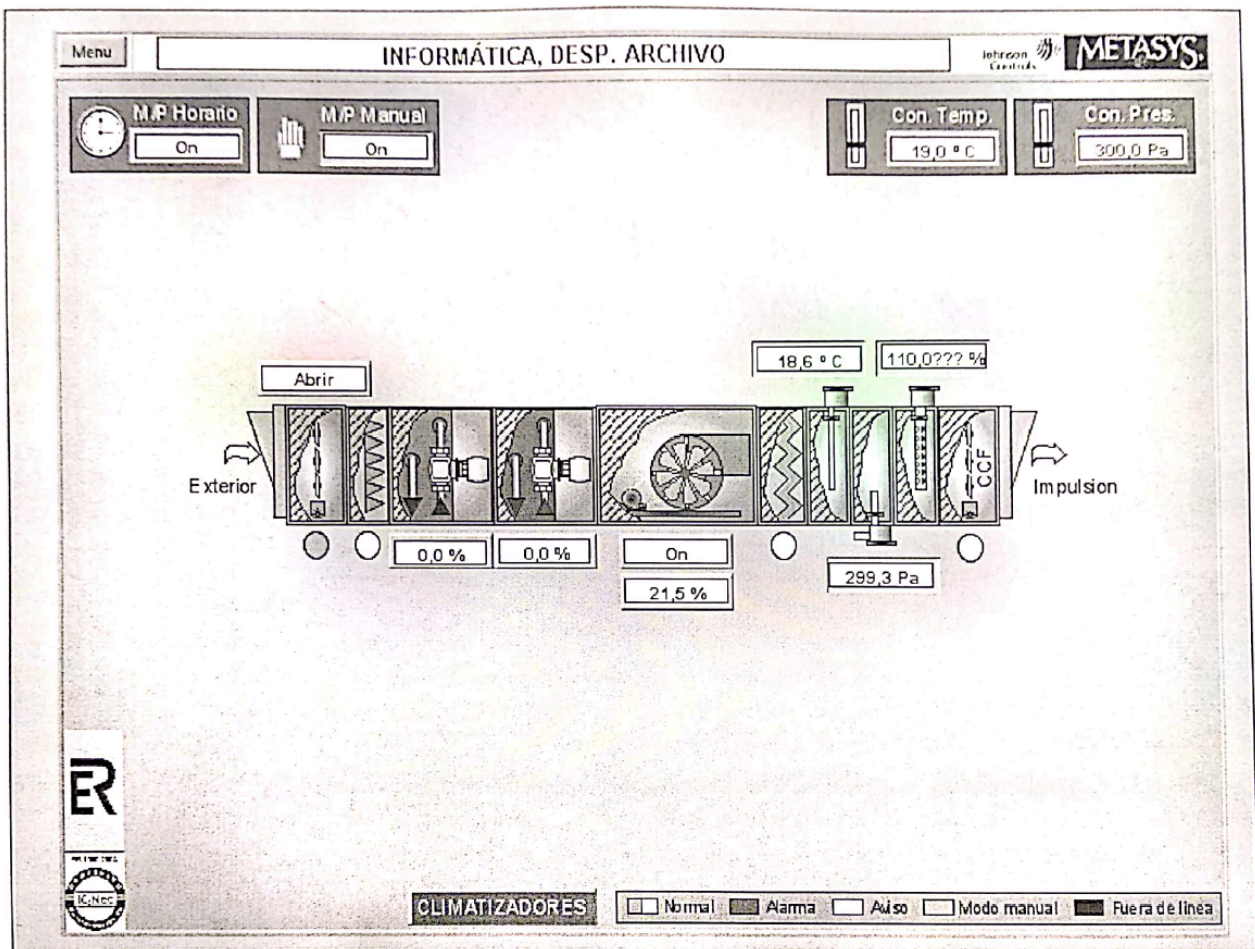 Menu
INFORMÁTICA, DESP. ARCHIVO
Johnson Controls
METASYS
M/P Horario
On
M/P Manual
On
Con. Temp.
19,0 º C
Con. Pres.
300,0 Pa
18,6 º C
110,0??? %
Abrir
Exterior
CCF
Impulsion
0,0 %
0,0 %
On
21,5 %
299,3 Pa
ER
CLIMATIZADORES
Normal
Alarma
Aviso
Modo manual
Fuera de linea